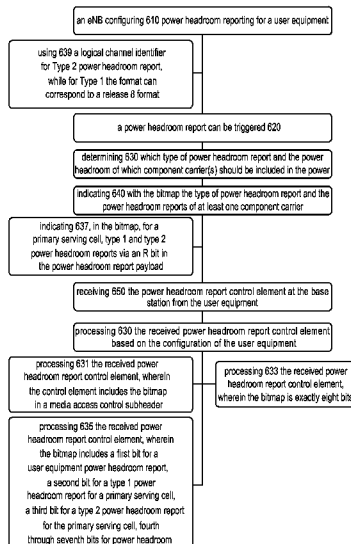 an eNB configuring 610 power headroom reporting for a user equipment
using 639 a logical channel identifier
for Type 2 power headroom report,
while for Type 1 the format can
correspond to a release 8 format
a power headroom report can be triggered 620
determining 630 which type of power headroom report and the power
headroom of which component carrier(s) should be included in the power
indicating 640 with the bitmap the type of power headroom report and the
power headroom reports of at least one component carrier
indicating 637, in the bitmap, for a
primary serving cell, type 1 and type 2
power headroom reports via an R bit in
the power headroom report payload
receiving 650 the power headroom report control element at the base
station from the user equipment
processing 630 the received power headroom report control element
based on the configuration of the user equipment
processing 631 the received power
headroom report control element, wherein
the control element includes the bitmap
in a media access control subheader
processing 633 the received power
headroom report control element,
wherein the bitmap is exactly eight bits
processing 635 the received power
headroom report control element, wherein
the bitmap includes a first bit for a
user equipment power headroom report,
a second bit for a type 1 power
headroom report for a primary serving cell,
a third bit for a type 2 power headroom report
for the primary serving cell, fourth
through seventh bits for power headroom